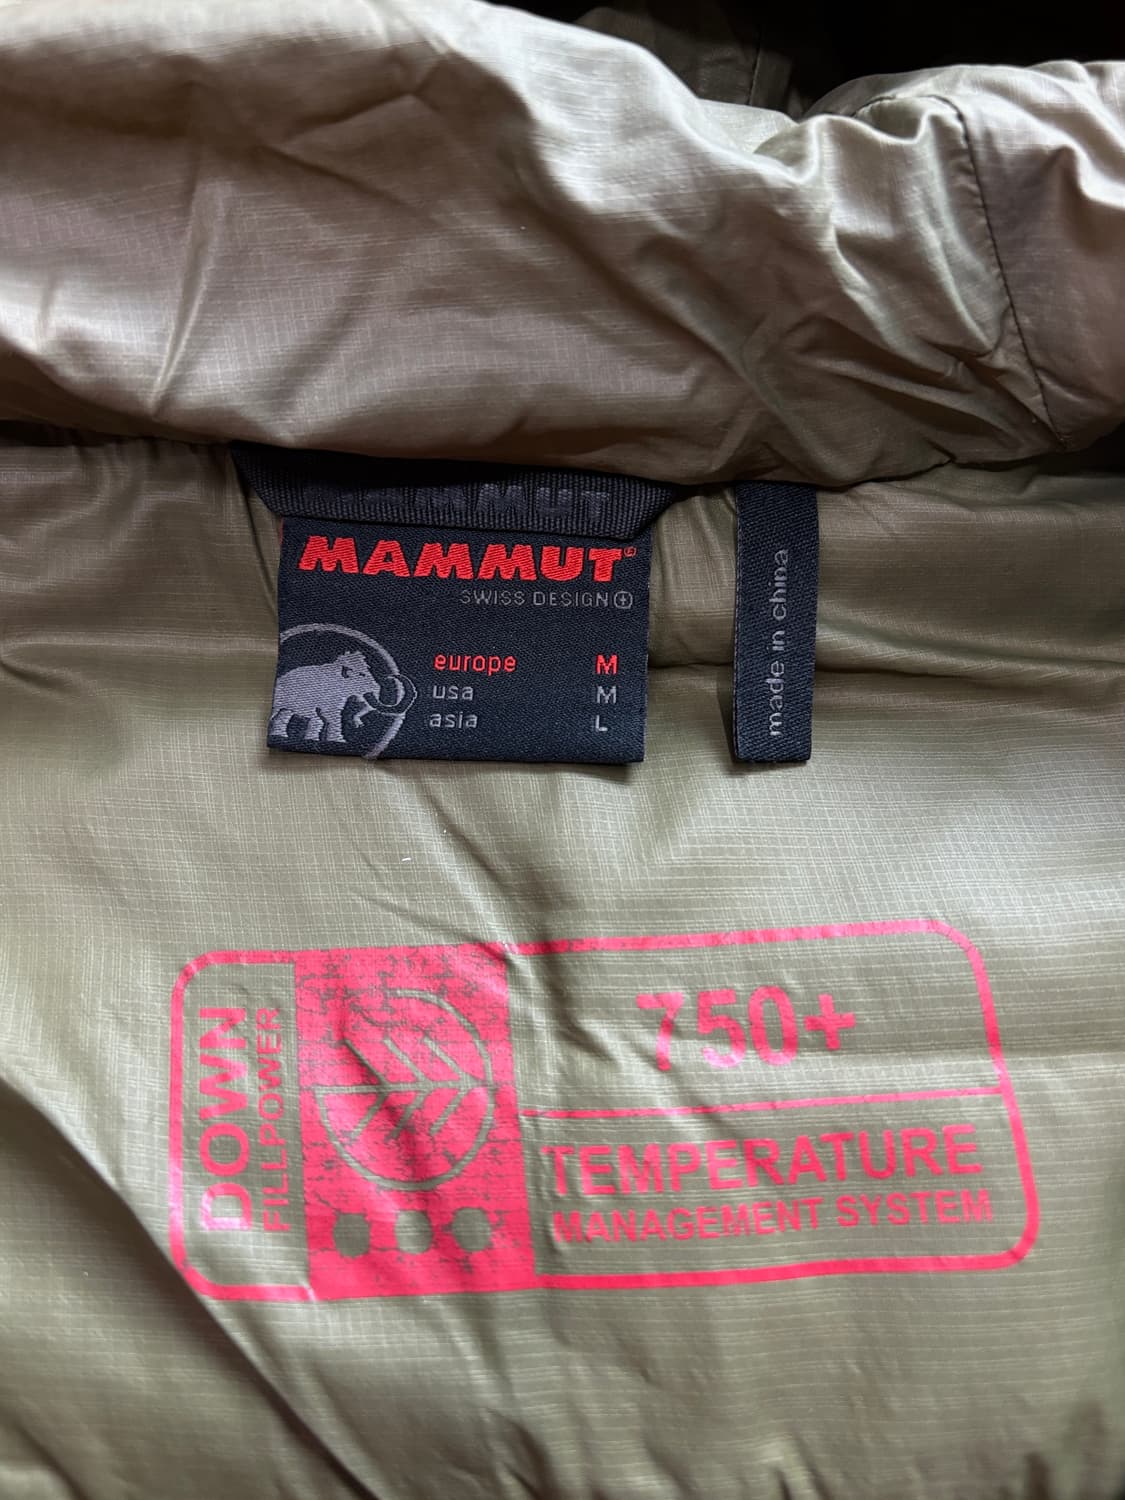 MAMMUT
MAMMUT®
SWISS DESIGN
europe M
usa M
asia L
made in china
DOWN
FILLPOWER
750+
TEMPERATURE
MANAGEMENT SYSTEM